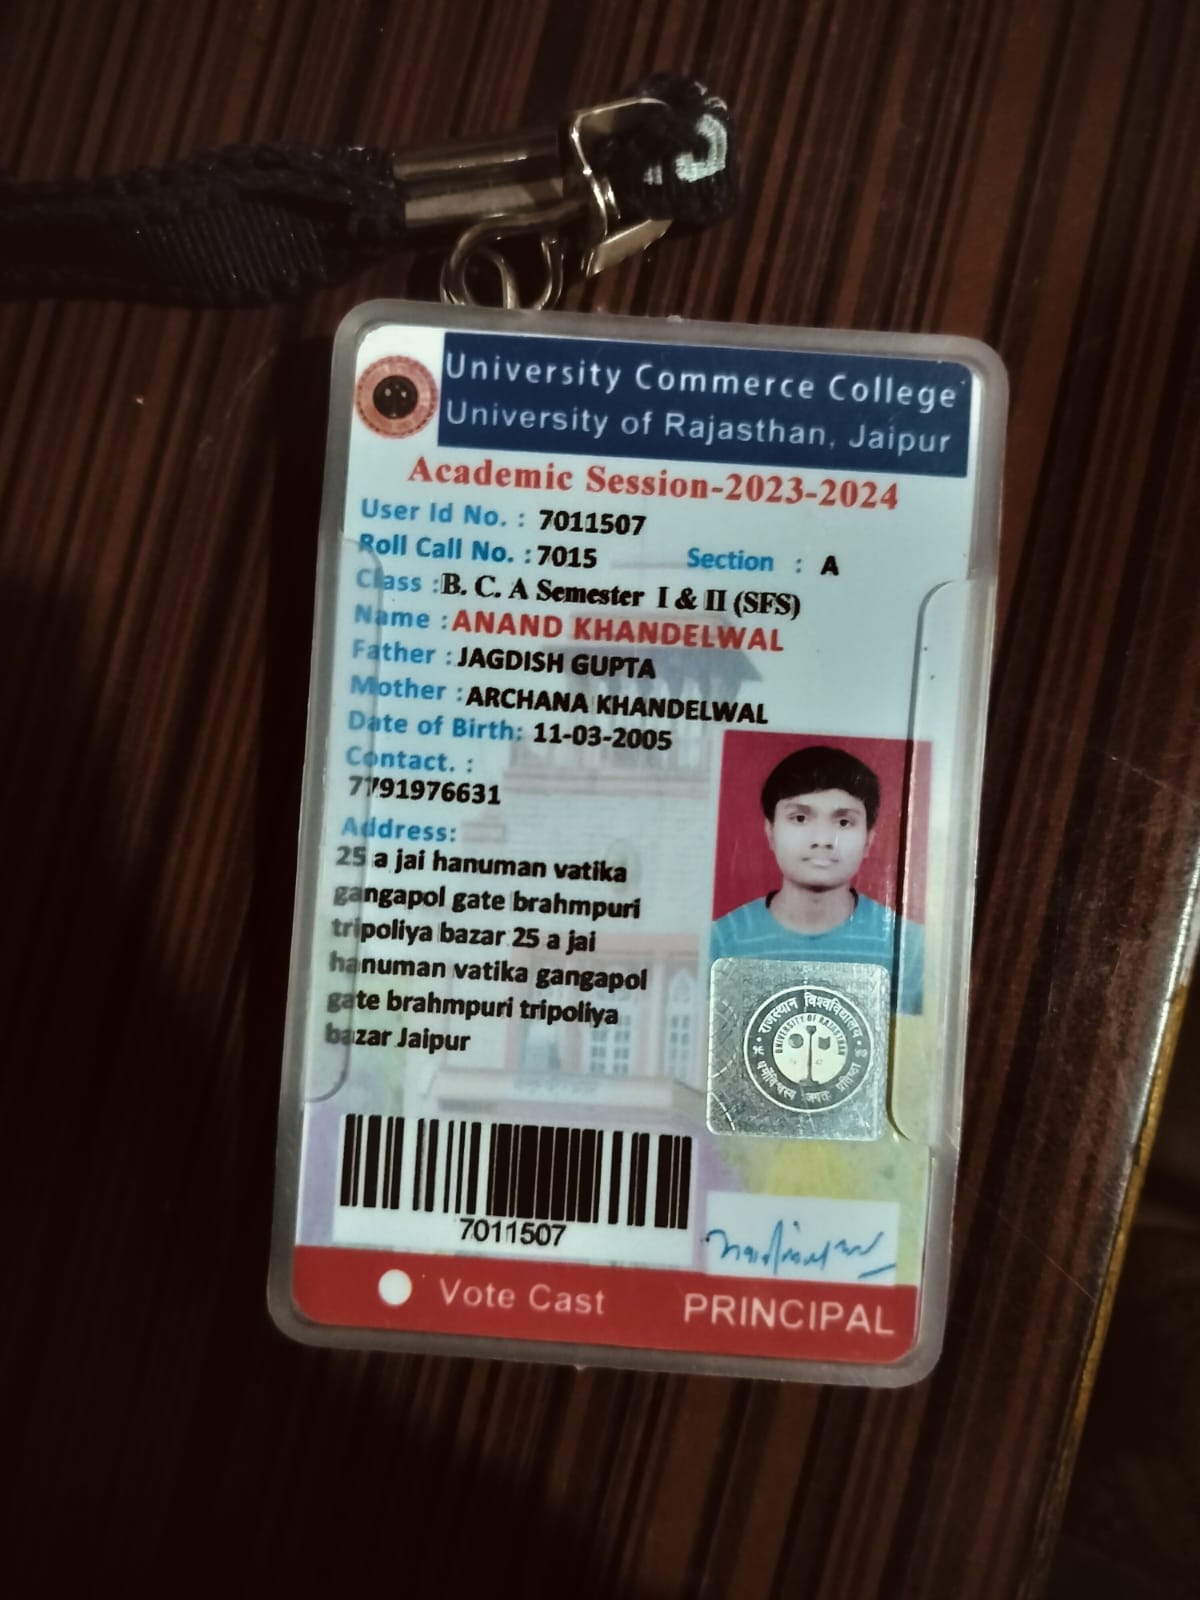 University Commerce College
University of Rajasthan, Jaipur
Academic Session-2023-2024
User Id No. : 7011507
Roll Call No. : 7015 Section : A
Class : B. C. A Semester I & II (SFS)
Name : ANAND KHANDELWAL
Father : JAGDISH GUPTA
Mother : ARCHANA KHANDELWAL
Date of Birth: 11-03-2005
Contact. :
7791976631
Address:
25 a jai hanuman vatika
gangapol gate brahmpuri
tripoliya bazar 25 a jai
hanuman vatika gangapol
gate brahmpuri tripoliya
bazar Jaipur
राजस्थान विश्वविद्यालय
UNIVERSITY OF RAJASTHAN
7011507
Vote Cast PRINCIPAL